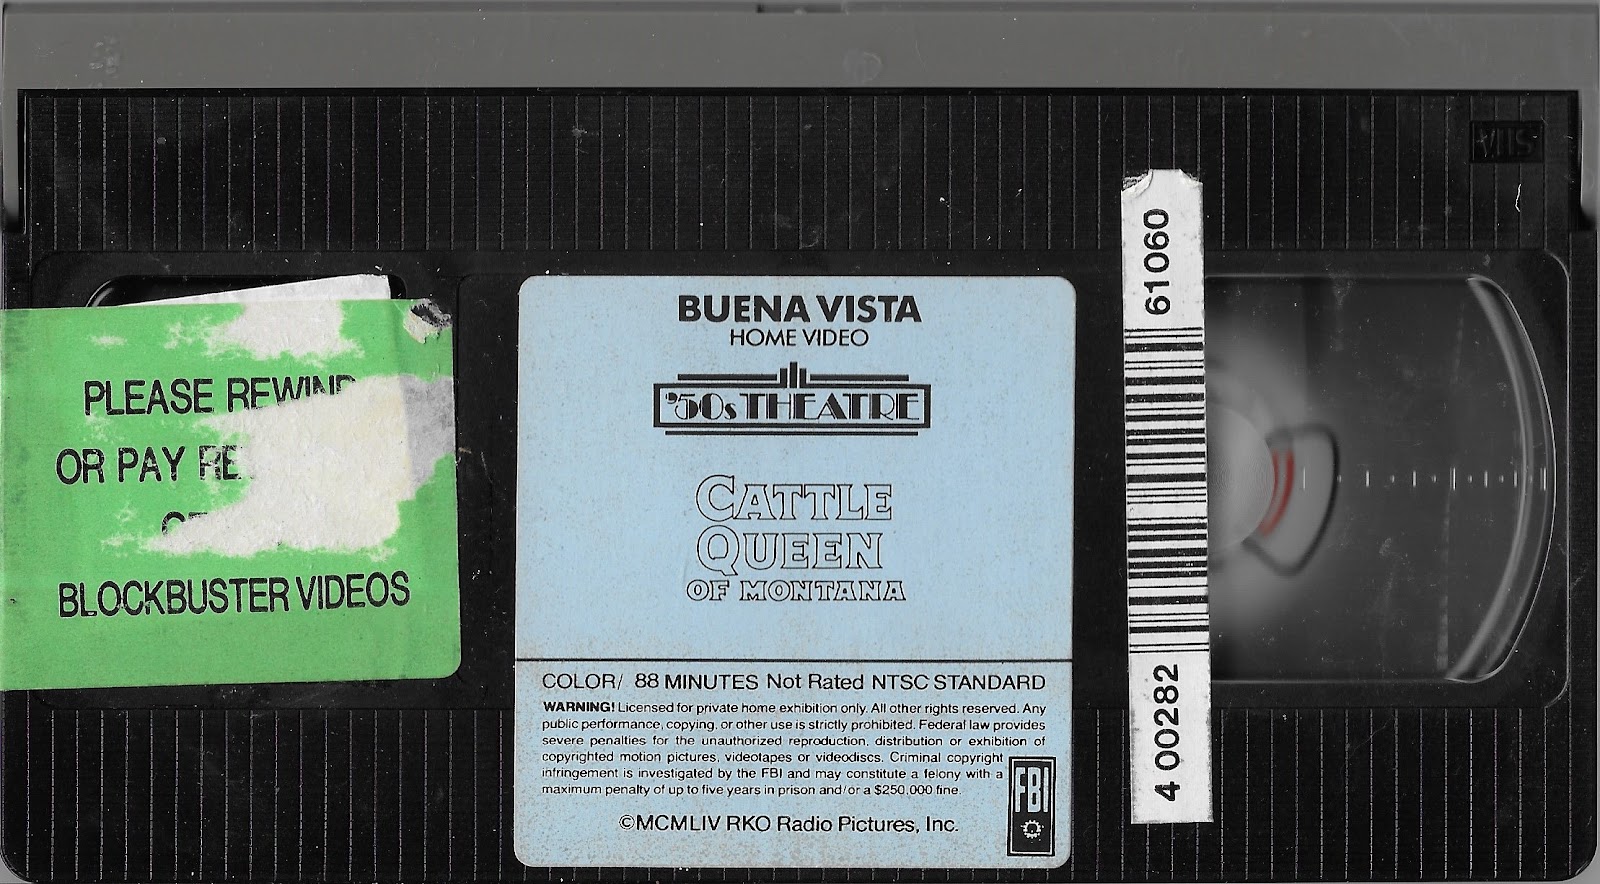 VHS
PLEASE REWIND
OR PAY
BLOCKBUSTER VIDEOS
BUENA VISTA
HOME VIDEO
'50s THEATRE
CATTLE
QUEEN
OF MONTANA
COLOR/ 88 MINUTES Not Rated NTSC STANDARD
WARNING! Licensed for private home exhibition only. All other rights reserved. Any
public performance, copying, or other use is strictly prohibited. Federal law provides
severe penalties for the unauthorized reproduction, distribution or exhibition of
copyrighted motion pictures, videotapes or videodiscs. Criminal copyright
infringement is investigated by the FBI and may constitute a felony with a
maximum penalty of up to five years in prison and/or a $250,000 fine.
FBI
©MCMLIV RKO Radio Pictures, Inc.
4 00282 61060